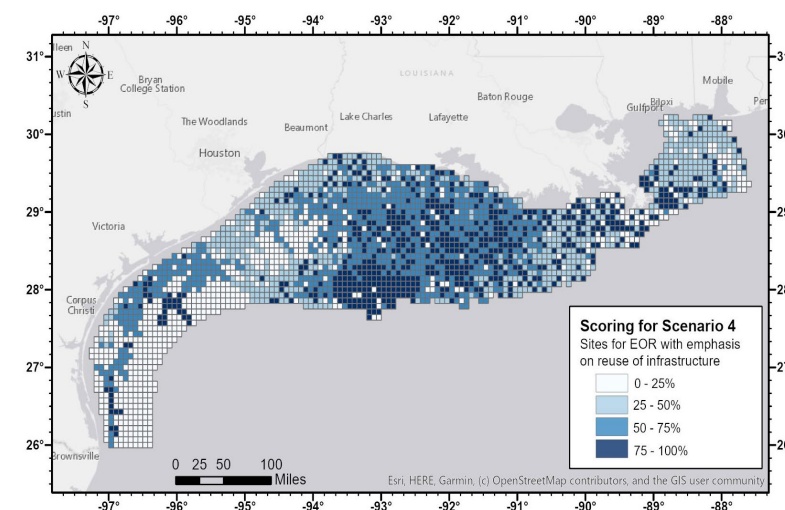 -97° -96° -95° -94° -93° -92° -91° -90° -89° -88°
31°
30°
29°
28°
27°
26°
N
W E
S
lleen
Bryan
College Station
ustin
The Woodlands
Houston
Beaumont
Lake Charles
Lafayette
LOUISIANA
Baton Rouge
Gulfport
Biloxi
Mobile
Per
Victoria
Corpus
Christi
Brownsville
Scoring for Scenario 4
Sites for EOR with emphasis
on reuse of infrastructure
0 - 25%
25 - 50%
50 - 75%
75 - 100%
0 25 50 100
Miles
Esri, HERE, Garmin, (c) OpenStreetMap contributors, and the GIS user community
-97° -96° -95° -94° -93° -92° -91° -90° -89° -88°